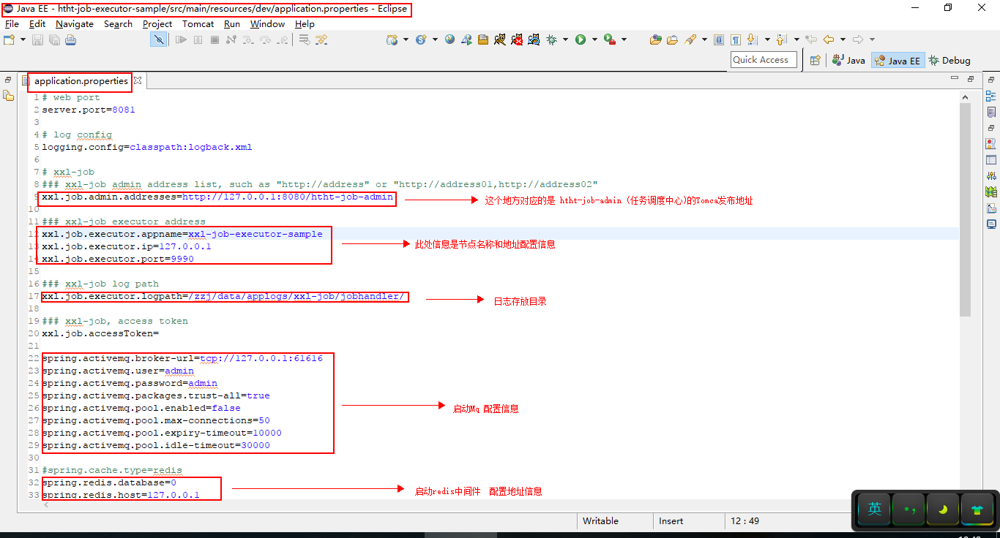 Java EE - htht-job-executor-sample/src/main/resources/dev/application.properties - Eclipse
File Edit Navigate Search Project Tomcat Run Window Help
Quick Access
Java
Java EE
Debug
application.properties
1 # web port
2 server.port=8081
3
4 # log config
5 logging.config=classpath:logback.xml
6
7 # xxl-job
8 ### xxl-job admin address list, such as "http://address" or "http://address01,http://address02"
9 xxl.job.admin.addresses=http://127.0.0.1:8080/htht-job-admin 这个地方对应的是 htht-job-admin (任务调度中心)的Tomca发布地址
10
11 ### xxl-job executor address
12 xxl.job.executor.appname=xxl-job-executor-sample
13 xxl.job.executor.ip=127.0.0.1 此处信息是节点名称和地址配置信息
14 xxl.job.executor.port=9990
15
16 ### xxl-job log path
17 xxl.job.executor.logpath=/zzj/data/applogs/xxl-job/jobhandler/ 日志存放目录
18
19 ### xxl-job, access token
20 xxl.job.accessToken=
21
22 spring.activemq.broker-url=tcp://127.0.0.1:61616
23 spring.activemq.user=admin
24 spring.activemq.password=admin
25 spring.activemq.packages.trust-all=true
26 spring.activemq.pool.enabled=false 启动Mq 配置信息
27 spring.activemq.pool.max-connections=50
28 spring.activemq.pool.expiry-timeout=10000
29 spring.activemq.pool.idle-timeout=30000
30
31 #spring.cache.type=redis
32 spring.redis.database=0 启动redis中间件 配置地址信息
33 spring.redis.host=127.0.0.1
英
Writable Insert 12 : 49